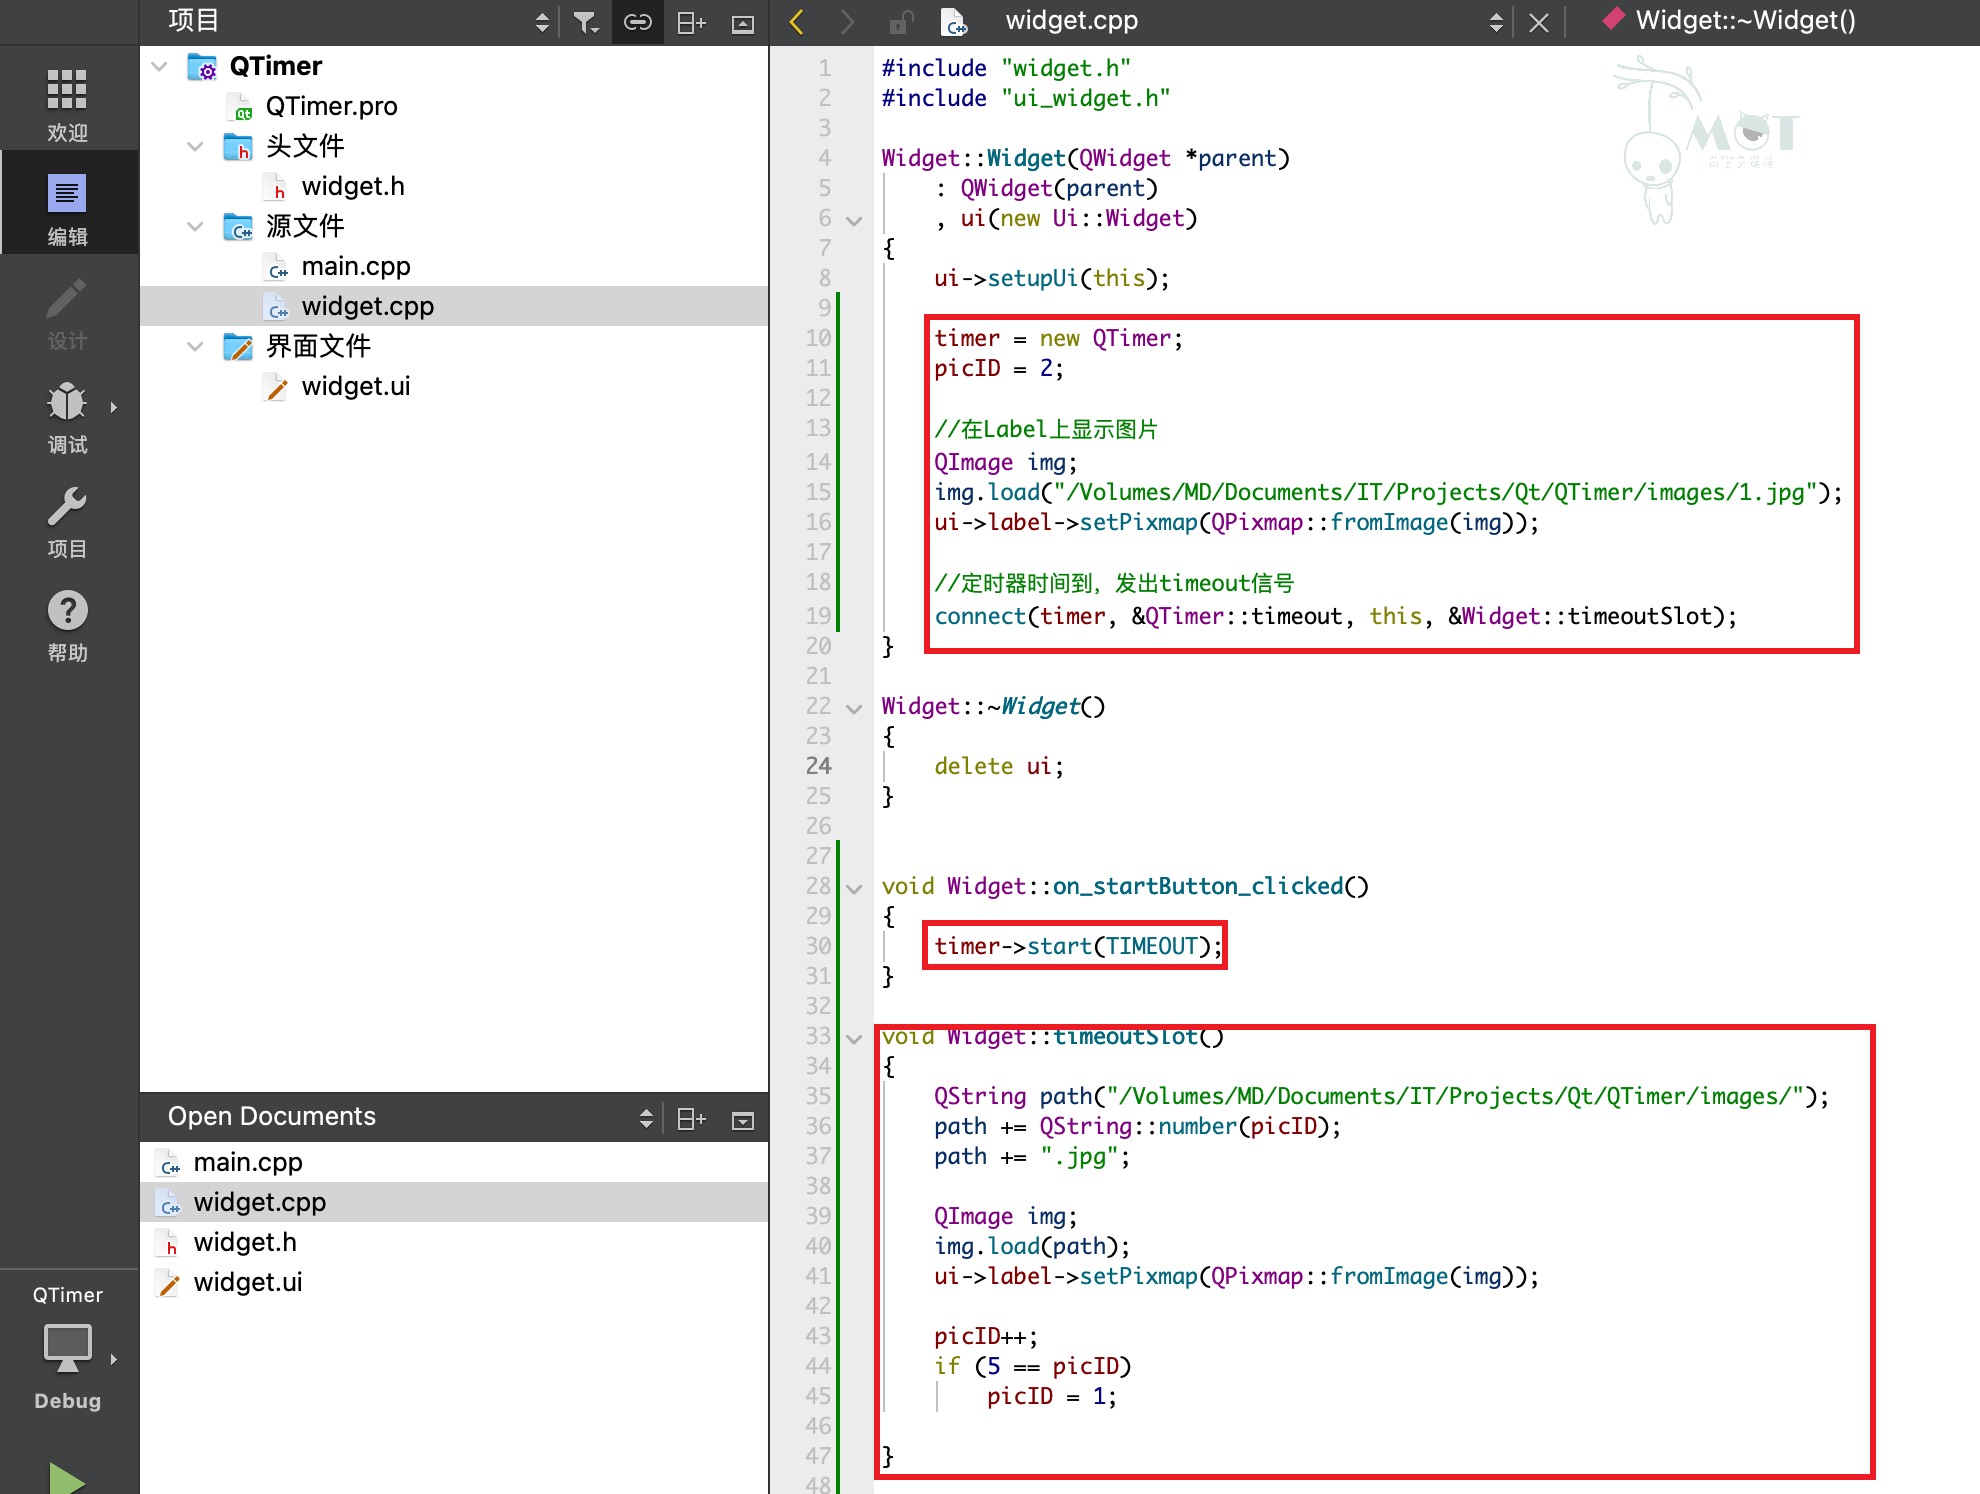 项目
widget.cpp
Widget::~Widget()
欢迎
编辑
设计
调试
项目
帮助
QTimer
Debug
QTimer
QTimer.pro
头文件
widget.h
源文件
main.cpp
widget.cpp
界面文件
widget.ui
Open Documents
main.cpp
widget.cpp
widget.h
widget.ui
1 #include "widget.h"
2 #include "ui_widget.h"
3
4 Widget::Widget(QWidget *parent)
5     : QWidget(parent)
6     , ui(new Ui::Widget)
7 {
8     ui->setupUi(this);
9
10     timer = new QTimer;
11     picID = 2;
12
13     //在Label上显示图片
14     QImage img;
15     img.load("/Volumes/MD/Documents/IT/Projects/Qt/QTimer/images/1.jpg");
16     ui->label->setPixmap(QPixmap::fromImage(img));
17
18     //定时器时间到，发出timeout信号
19     connect(timer, &QTimer::timeout, this, &Widget::timeoutSlot);
20 }
21
22 Widget::~Widget()
23 {
24     delete ui;
25 }
26
27
28 void Widget::on_startButton_clicked()
29 {
30     timer->start(TIMEOUT);
31 }
32
33 void Widget::timeoutSlot()
34 {
35     QString path("/Volumes/MD/Documents/IT/Projects/Qt/QTimer/images/");
36     path += QString::number(picID);
37     path += ".jpg";
38
39     QImage img;
40     img.load(path);
41     ui->label->setPixmap(QPixmap::fromImage(img));
42
43     picID++;
44     if (5 == picID)
45         picID = 1;
46
47 }
48
MOT